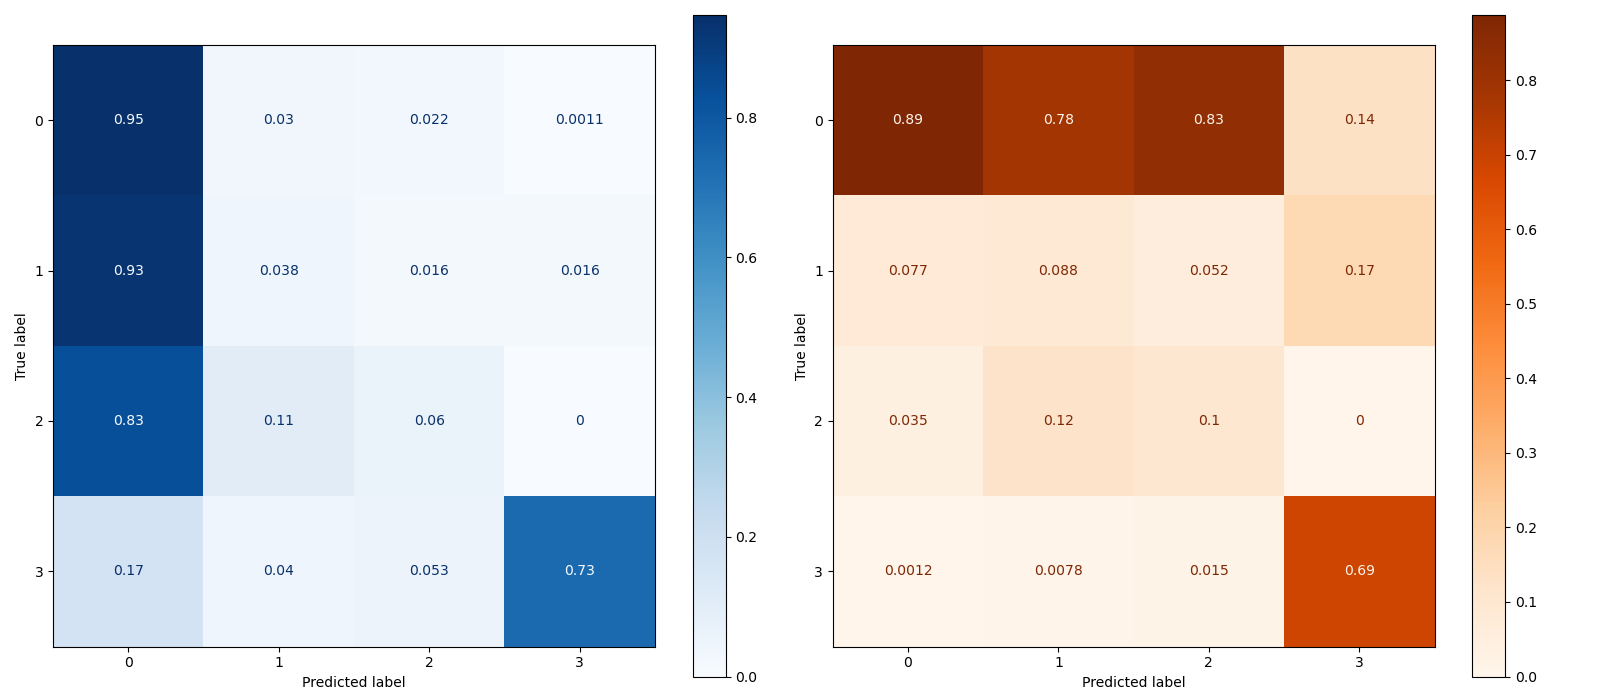 0 0.95 0.03 0.022 0.0011
1 0.93 0.038 0.016 0.016
2 0.83 0.11 0.06 0
3 0.17 0.04 0.053 0.73
0 1 2 3
True label
Predicted label
0.8
0.6
0.4
0.2
0.0
0 0.89 0.78 0.83 0.14
1 0.077 0.088 0.052 0.17
2 0.035 0.12 0.1 0
3 0.0012 0.0078 0.015 0.69
0 1 2 3
True label
Predicted label
0.8
0.7
0.6
0.5
0.4
0.3
0.2
0.1
0.0